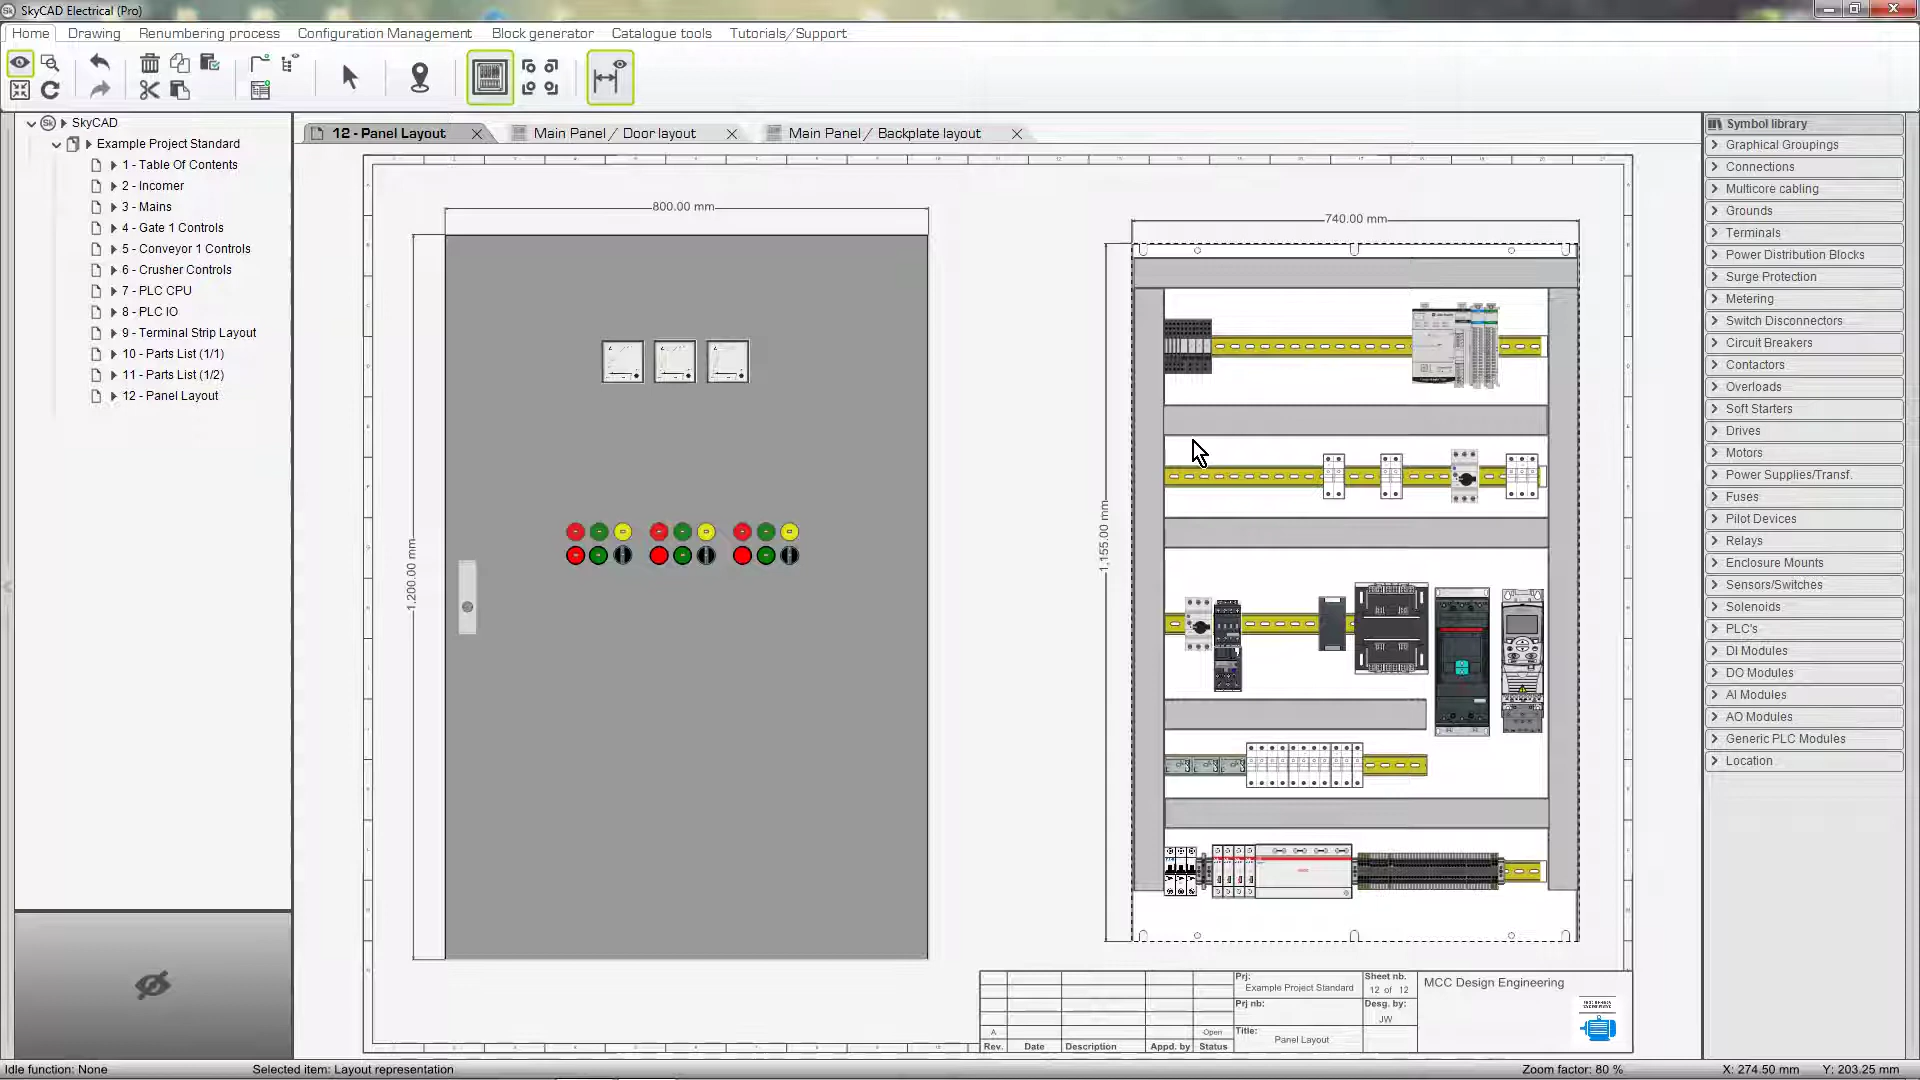 SkyCAD Electrical (Pro)
Home
Drawing
Renumbering process
Configuration Management
Block generator
Catalogue tools
Tutorials/Support
SkyCAD
Example Project Standard
1 - Table Of Contents
2 - Incomer
3 - Mains
4 - Gate 1 Controls
5 - Conveyor 1 Controls
6 - Crusher Controls
7 - PLC CPU
8 - PLC IO
9 - Terminal Strip Layout
10 - Parts List (1/1)
11 - Parts List (1/2)
12 - Panel Layout
12 - Panel Layout
Main Panel / Door layout
Main Panel / Backplate layout
800.00 mm
1,200.00 mm
740.00 mm
1,155.00 mm
A
Open
Rev.
Date
Description
Appd. by
Status
Prj:
Example Project Standard
Prj nb:
Title:
Panel Layout
Sheet nb.
12 of 12
Desg. by:
JW
MCC Design Engineering
Symbol library
Graphical Groupings
Connections
Multicore cabling
Grounds
Terminals
Power Distribution Blocks
Surge Protection
Metering
Switch Disconnectors
Circuit Breakers
Contactors
Overloads
Soft Starters
Drives
Motors
Power Supplies/Transf.
Fuses
Pilot Devices
Relays
Enclosure Mounts
Sensors/Switches
Solenoids
PLC's
DI Modules
DO Modules
AI Modules
AO Modules
Generic PLC Modules
Location
Idle function: None
Selected item: Layout representation
Zoom factor: 80 %
X: 274.50 mm
Y: 203.25 mm